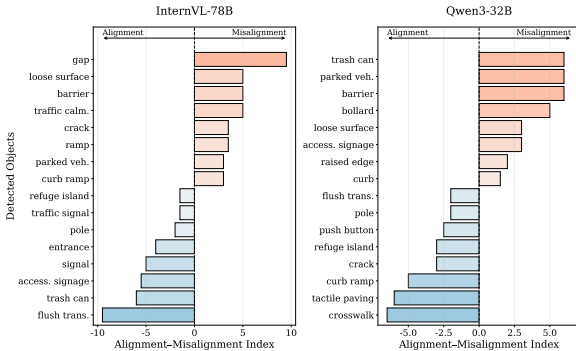 InternVL-78B
Alignment Misalignment
gap
loose surface
barrier
traffic calm.
crack
ramp
parked veh.
curb ramp
refuge island
traffic signal
pole
entrance
signal
access. signage
trash can
flush trans.
-10 -5 0 5 10
Alignment–Misalignment Index
Detected Objects
Qwen3-32B
Alignment Misalignment
trash can
parked veh.
barrier
bollard
loose surface
access. signage
raised edge
curb
flush trans.
pole
push button
refuge island
crack
curb ramp
tactile paving
crosswalk
-5.0 -2.5 0.0 2.5 5.0
Alignment–Misalignment Index